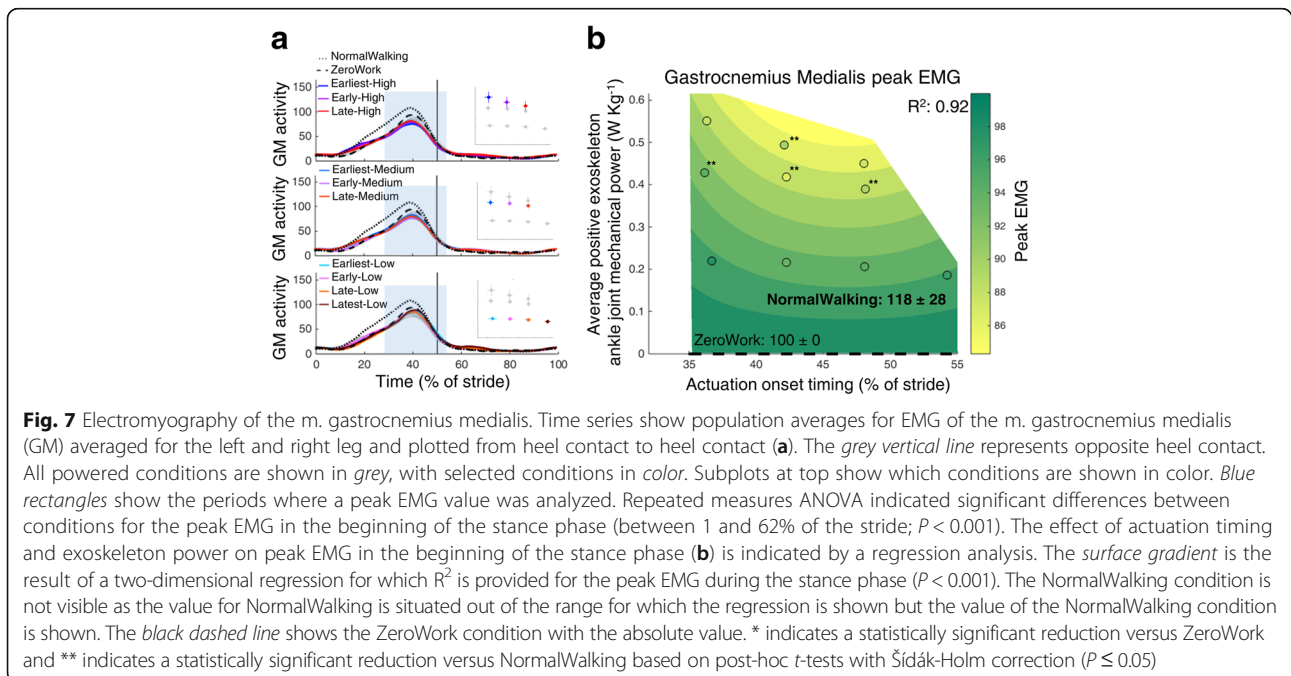 a
NormalWalking
ZeroWork
Earliest-High
Early-High
Late-High
GM activity
150
100
50
0
Earliest-Medium
Early-Medium
Late-Medium
GM activity
150
100
50
0
Earliest-Low
Early-Low
Late-Low
Latest-Low
GM activity
150
100
50
0
0 20 40 60 80 100
Time (% of stride)
b
Gastrocnemius Medialis peak EMG
R²: 0.92
Average positive exoskeleton
ankle joint mechanical power (W Kg⁻¹)
0.6
0.5
0.4
0.3
0.2
0.1
0
**
**
**
**
NormalWalking: 118 ± 28
ZeroWork: 100 ± 0
35 40 45 50 55
Actuation onset timing (% of stride)
98
96
94
92
90
88
86
Peak EMG
Fig. 7 Electromyography of the m. gastrocnemius medialis. Time series show population averages for EMG of the m. gastrocnemius medialis
(GM) averaged for the left and right leg and plotted from heel contact to heel contact (a). The grey vertical line represents opposite heel contact.
All powered conditions are shown in grey, with selected conditions in color. Subplots at top show which conditions are shown in color. Blue
rectangles show the periods where a peak EMG value was analyzed. Repeated measures ANOVA indicated significant differences between
conditions for the peak EMG in the beginning of the stance phase (between 1 and 62% of the stride; P < 0.001). The effect of actuation timing
and exoskeleton power on peak EMG in the beginning of the stance phase (b) is indicated by a regression analysis. The surface gradient is the
result of a two-dimensional regression for which R² is provided for the peak EMG during the stance phase (P < 0.001). The NormalWalking condition is
not visible as the value for NormalWalking is situated out of the range for which the regression is shown but the value of the NormalWalking condition
is shown. The black dashed line shows the ZeroWork condition with the absolute value. * indicates a statistically significant reduction versus ZeroWork
and ** indicates a statistically significant reduction versus NormalWalking based on post-hoc t-tests with Šídák-Holm correction (P ≤ 0.05)